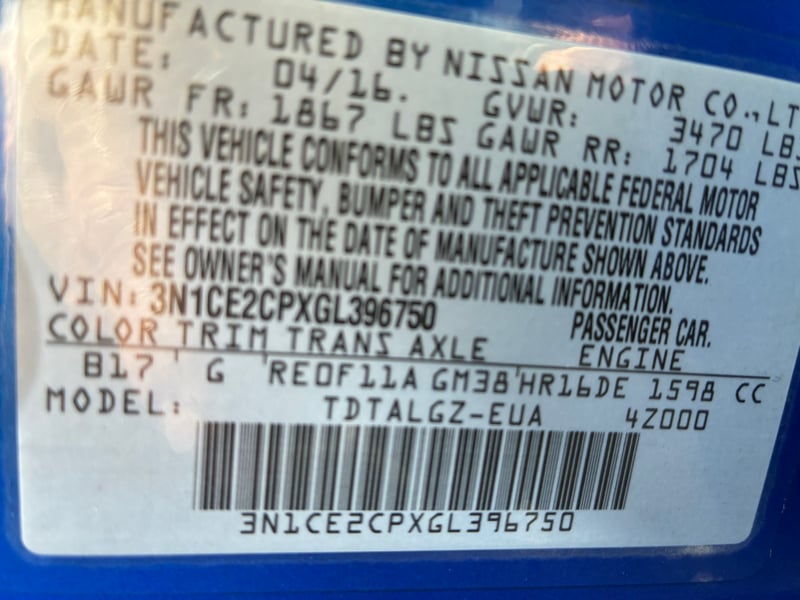 MANUFACTURED BY NISSAN MOTOR CO., LT
DATE: 04/16. GVWR: 3470 LBS
GAWR FR: 1867 LBS GAWR RR: 1704 LBS
THIS VEHICLE CONFORMS TO ALL APPLICABLE FEDERAL MOTOR
VEHICLE SAFETY, BUMPER AND THEFT PREVENTION STANDARDS
IN EFFECT ON THE DATE OF MANUFACTURE SHOWN ABOVE.
SEE OWNER'S MANUAL FOR ADDITIONAL INFORMATION.
VIN: 3N1CE2CPXGL396750 PASSENGER CAR.
COLOR TRIM TRANS AXLE ENGINE
B17 G RE0F11A GM38 HR16DE 1598 CC
MODEL: TDTALGZ-EUA 4Z000
3N1CE2CPXGL396750